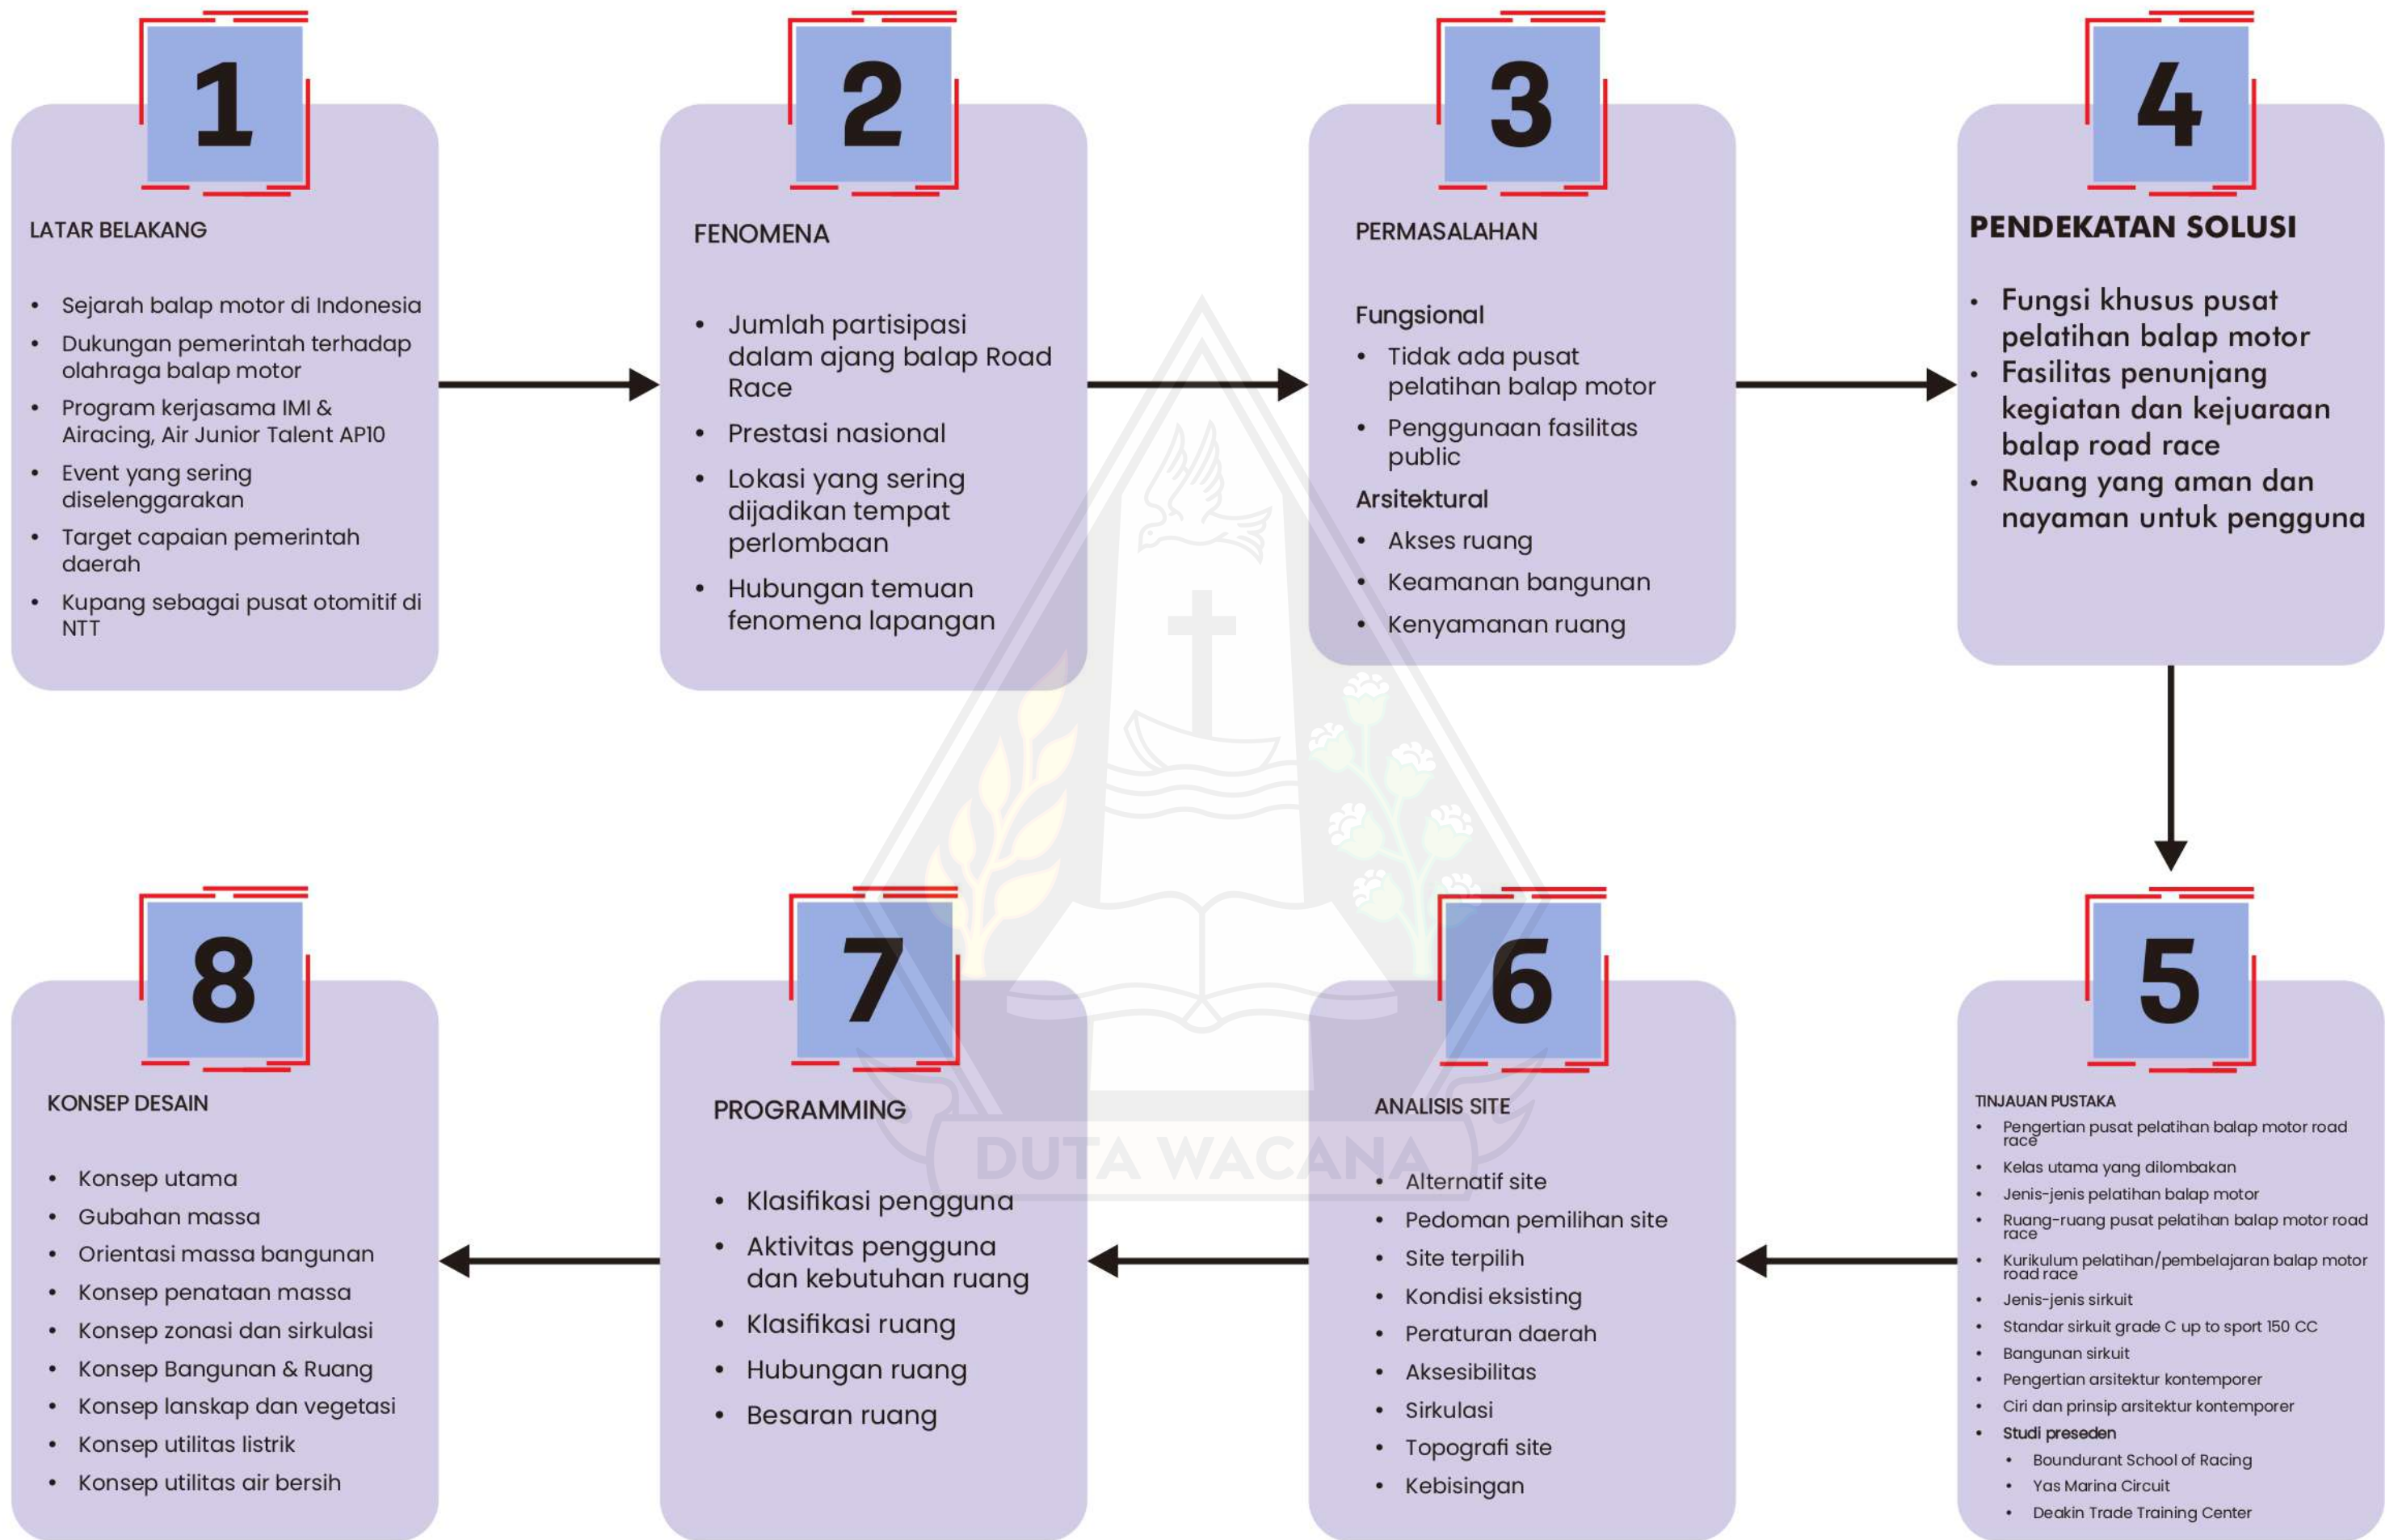 1
LATAR BELAKANG
• Sejarah balap motor di Indonesia
• Dukungan pemerintah terhadap
olahraga balap motor
• Program kerjasama IMI &
Airacing, Air Junior Talent AP10
• Event yang sering
diselenggarakan
• Target capaian pemerintah
daerah
• Kupang sebagai pusat otomitif di
NTT
2
FENOMENA
• Jumlah partisipasi
dalam ajang balap Road
Race
• Prestasi nasional
• Lokasi yang sering
dijadikan tempat
perlombaan
• Hubungan temuan
fenomena lapangan
3
PERMASALAHAN
Fungsional
• Tidak ada pusat
pelatihan balap motor
• Penggunaan fasilitas
public
Arsitektural
• Akses ruang
• Keamanan bangunan
• Kenyamanan ruang
4
PENDEKATAN SOLUSI
• Fungsi khusus pusat
pelatihan balap motor
• Fasilitas penunjang
kegiatan dan kejuaraan
balap road race
• Ruang yang aman dan
nayaman untuk pengguna
5
TINJAUAN PUSTAKA
• Pengertian pusat pelatihan balap motor road
race
• Kelas utama yang dilombakan
• Jenis-jenis pelatihan balap motor
• Ruang-ruang pusat pelatihan balap motor road
race
• Kurikulum pelatihan/pembelajaran balap motor
road race
• Jenis-jenis sirkuit
• Standar sirkuit grade C up to sport 150 CC
• Bangunan sirkuit
• Pengertian arsitektur kontemporer
• Ciri dan prinsip arsitektur kontemporer
• Studi preseden
• Boundurant School of Racing
• Yas Marina Circuit
• Deakin Trade Training Center
6
ANALISIS SITE
• Alternatif site
• Pedoman pemilihan site
• Site terpilih
• Kondisi eksisting
• Peraturan daerah
• Aksesibilitas
• Sirkulasi
• Topografi site
• Kebisingan
7
PROGRAMMING
• Klasifikasi pengguna
• Aktivitas pengguna
dan kebutuhan ruang
• Klasifikasi ruang
• Hubungan ruang
• Besaran ruang
8
KONSEP DESAIN
• Konsep utama
• Gubahan massa
• Orientasi massa bangunan
• Konsep penataan massa
• Konsep zonasi dan sirkulasi
• Konsep Bangunan & Ruang
• Konsep lanskap dan vegetasi
• Konsep utilitas listrik
• Konsep utilitas air bersih
DUTA WACANA